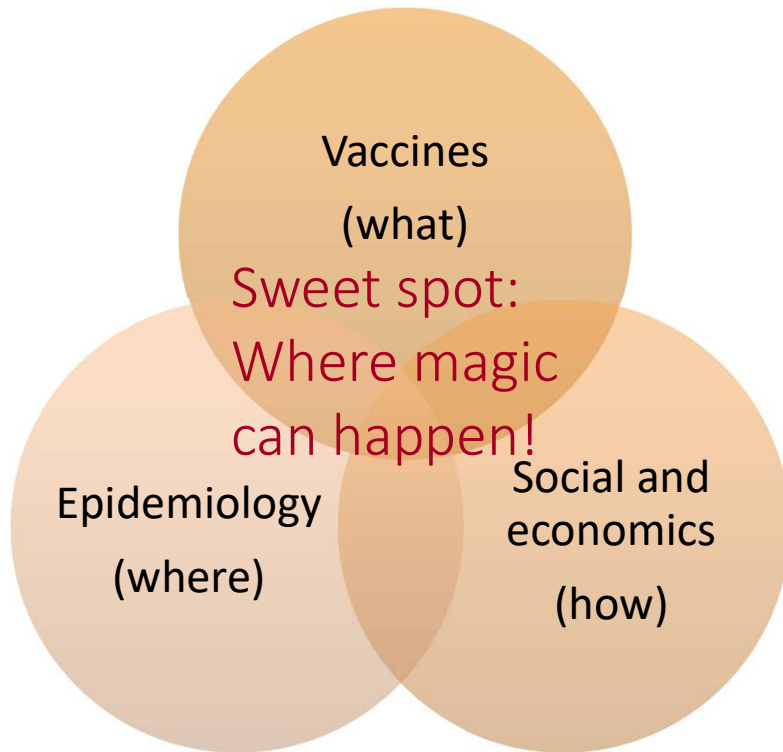 Vaccines
(what)
Sweet spot:
Where magic
can happen!
Epidemiology
(where)
Social and
economics
(how)